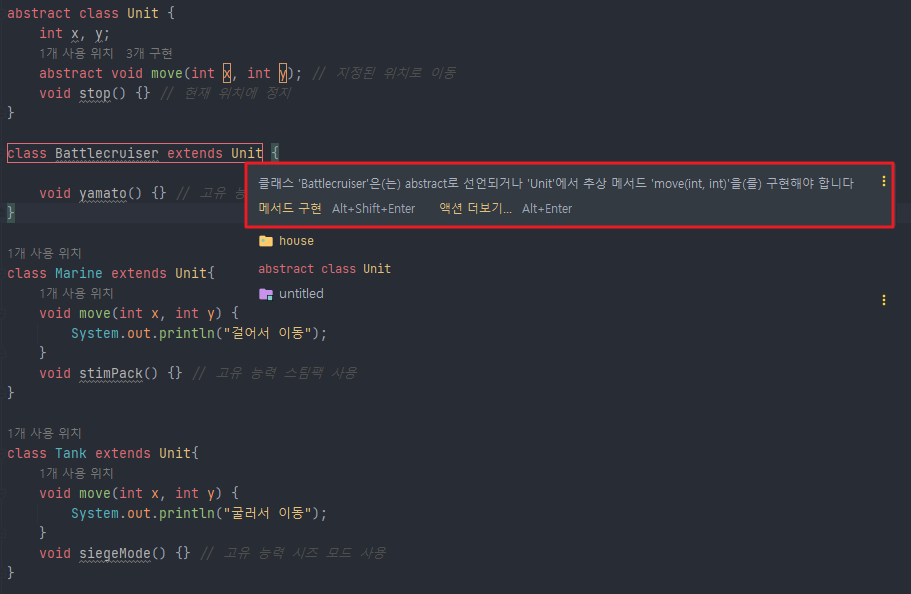 abstract class Unit {
int x, y;
1개 사용 위치 3개 구현
abstract void move(int x, int y); // 지정된 위치로 이동
void stop() {} // 현재 위치에 정지
}
class Battlecruiser extends Unit {
클래스 'Battlecruiser'은(는) abstract로 선언되거나 'Unit'에서 추상 메서드 'move(int, int)'을(를) 구현해야 합니다
void yamato() {} // 고유 능
메서드 구현 Alt+Shift+Enter 액션 더보기... Alt+Enter
}
house
1개 사용 위치
abstract class Unit
class Marine extends Unit{
1개 사용 위치
untitled
void move(int x, int y) {
System.out.println("걸어서 이동");
}
void stimPack() {} // 고유 능력 스팀팩 사용
}
1개 사용 위치
class Tank extends Unit{
1개 사용 위치
void move(int x, int y) {
System.out.println("굴러서 이동");
}
void siegeMode() {} // 고유 능력 시즈 모드 사용
}